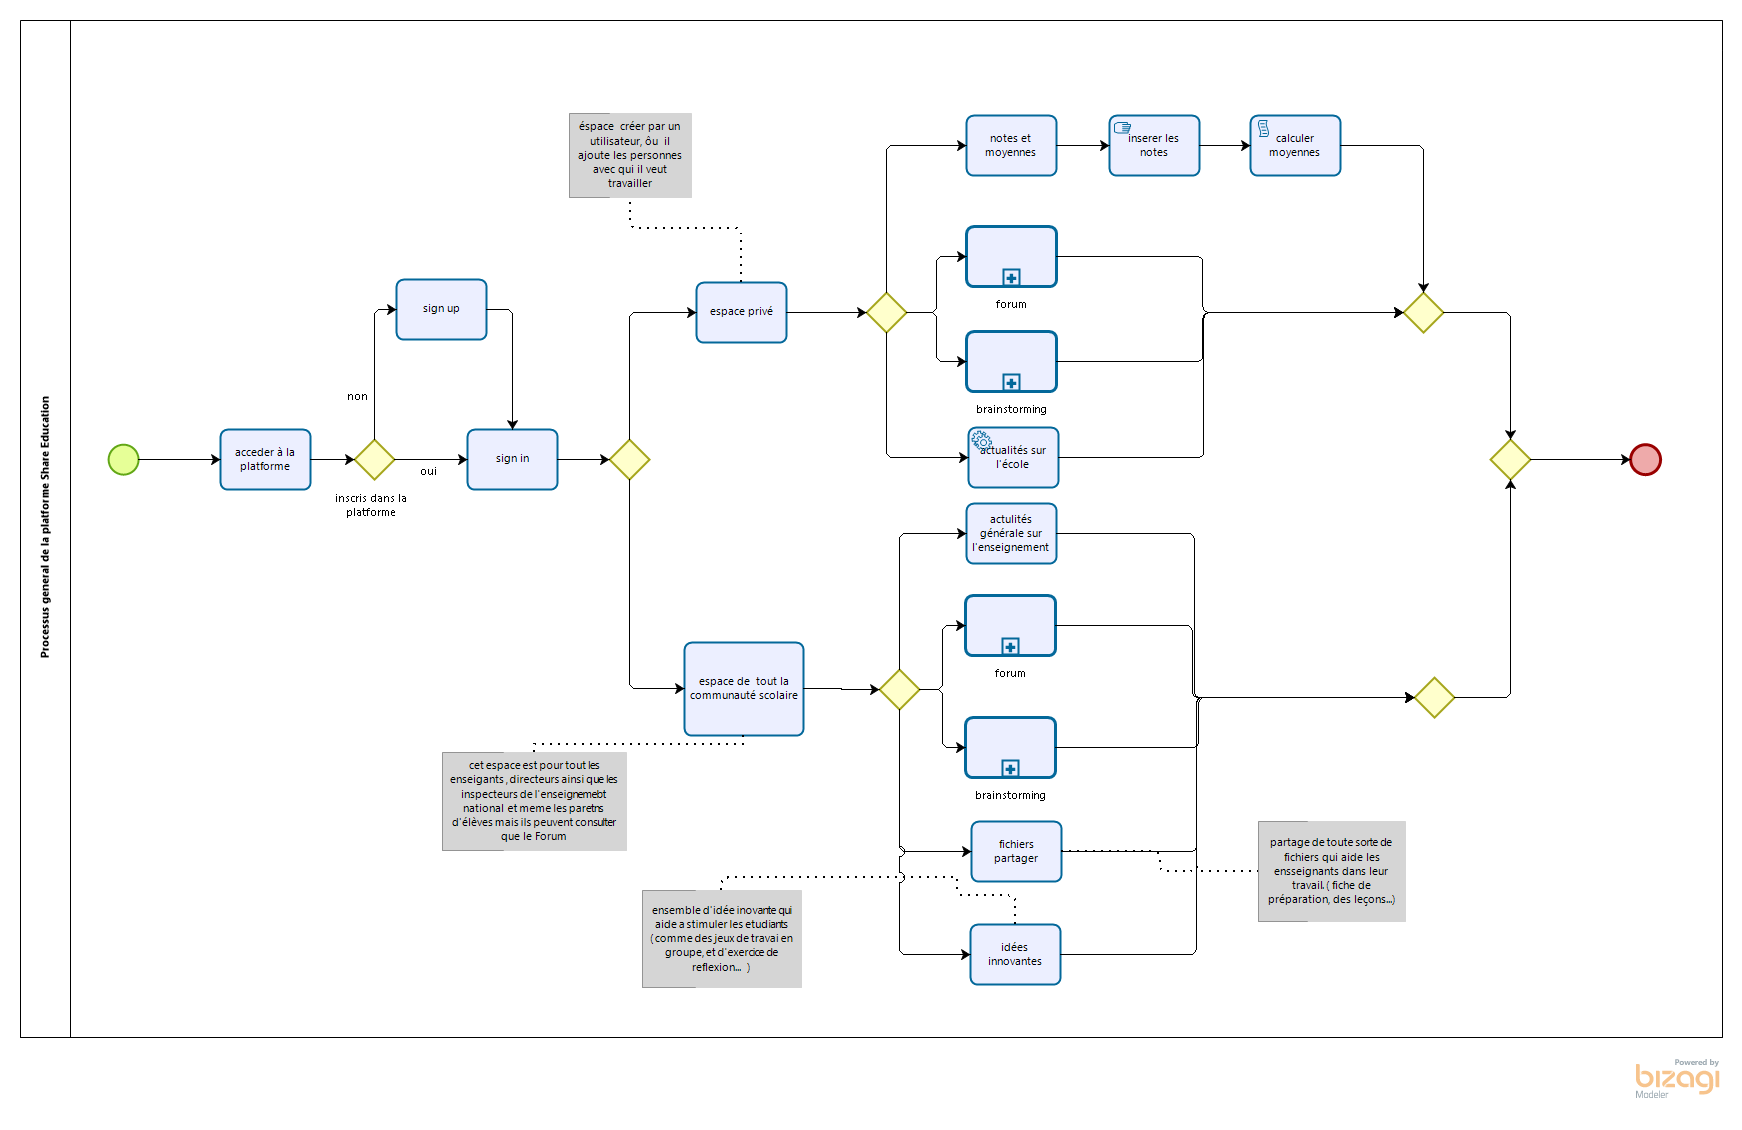 Processus general de la platforme Share Education
éspace créer par un
utilisateur, ôu il
ajoute les personnes
avec qui il veut
travailler
notes et
moyennes
inserer les
notes
calculer
moyennes
forum
sign up
espace privé
brainstorming
non
acceder à la
platforme
oui
sign in
inscris dans la
platforme
actualités sur
l'école
actulités
générale sur
l'enseignement
forum
espace de tout la
communauté scolaire
brainstorming
cet espace est pour tout les
enseigants, directeurs ainsi que les
inspecteurs de l'enseignemebt
national et meme les paretns
d'élèves mais ils peuvent consulter
que le Forum
fichiers
partager
partage de toute sorte de
fichiers qui aide les
ensseignants dans leur
travail. ( fiche de
préparation, des leçons...)
ensemble d'idée inovante qui
aide a stimuler les etudiants
( comme des jeux de travai en
groupe, et d'exercice de
reflexion... )
idées
innovantes
Powered by
bizagi
Modeler